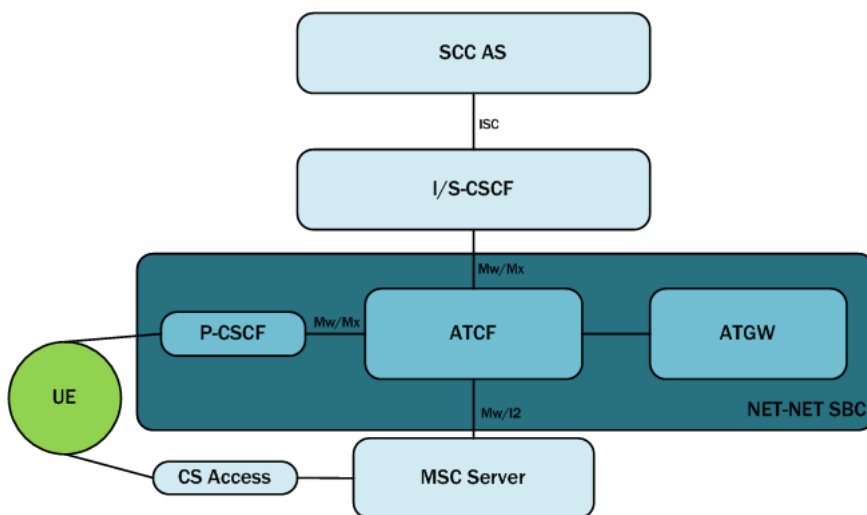 SCC AS
ISC
I/S-CSCF
Mw/Mx
P-CSCF
Mw/Mx
ATCF
ATGW
UE
NET-NET SBC
Mw/I2
CS Access
MSC Server